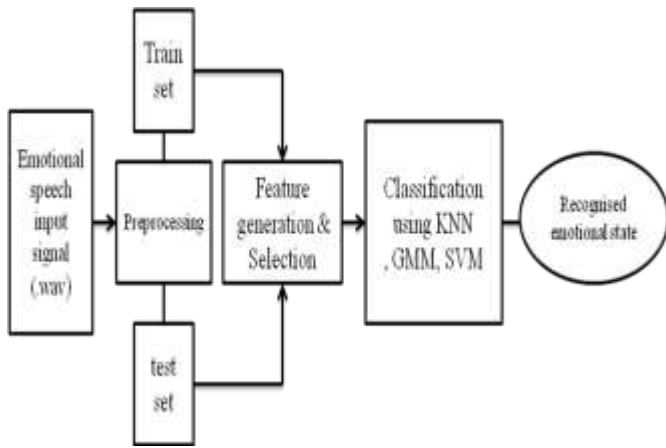 Train
set
Emotional
speech
input
signal
(.wav)
Preprocessing
test
set
Feature
generation &
Selection
Classification
using KNN
, GMM, SVM
Recognised
emotional state